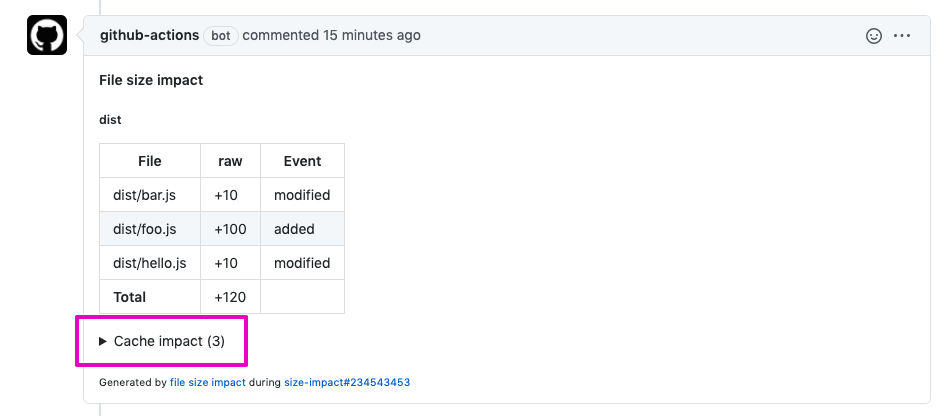 github-actions bot commented 15 minutes ago
File size impact
dist
File raw Event
dist/bar.js +10 modified
dist/foo.js +100 added
dist/hello.js +10 modified
Total +120
Cache impact (3)
Generated by file size impact during size-impact#234543453